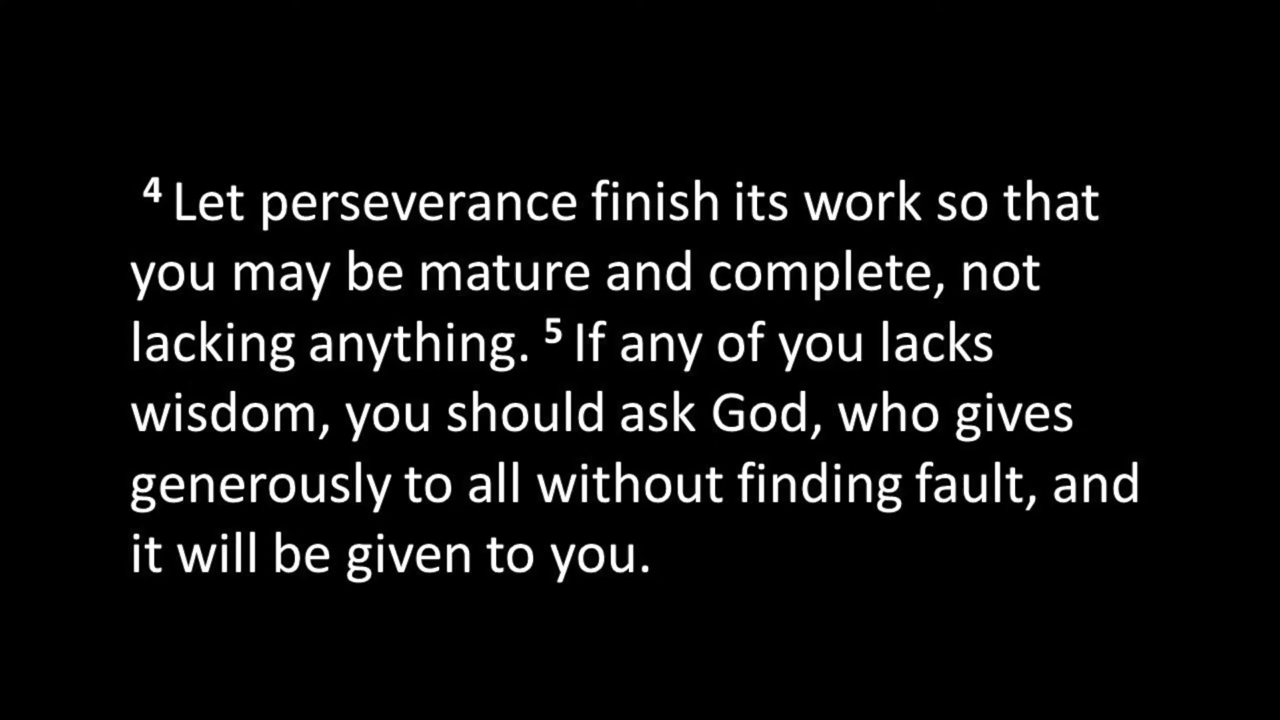 4 Let perseverance finish its work so that
you may be mature and complete, not
lacking anything. 5 If any of you lacks
wisdom, you should ask God, who gives
generously to all without finding fault, and
it will be given to you.